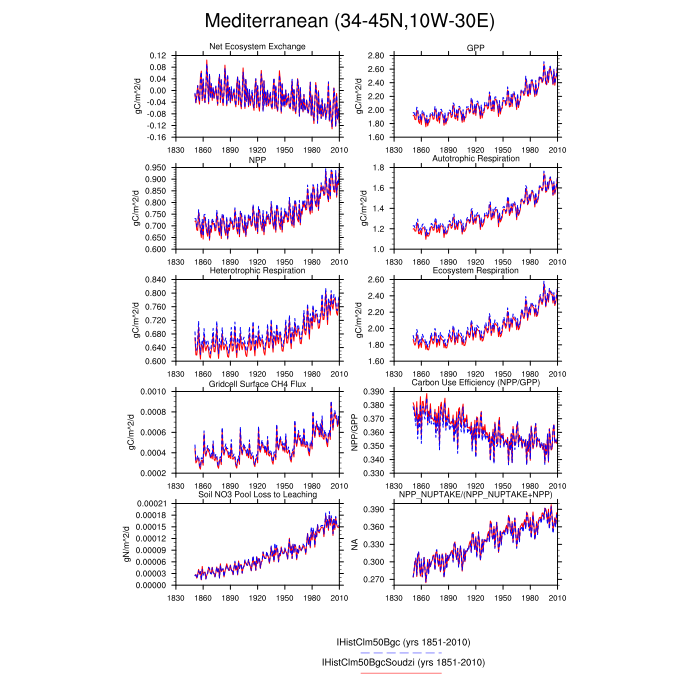 Mediterranean (34-45N,10W-30E)
Net Ecosystem Exchange
GPP
gC/m^2/d
0.12
0.08
0.04
0.00
-0.04
-0.08
-0.12
-0.16
1830 1860 1890 1920 1950 1980 2010
gC/m^2/d
2.80
2.60
2.40
2.20
2.00
1.80
1.60
1830 1860 1890 1920 1950 1980 2010
NPP
Autotrophic Respiration
gC/m^2/d
0.950
0.900
0.850
0.800
0.750
0.700
0.650
0.600
1830 1860 1890 1920 1950 1980 2010
gC/m^2/d
1.8
1.6
1.4
1.2
1.0
1830 1860 1890 1920 1950 1980 2010
Heterotrophic Respiration
Ecosystem Respiration
gC/m^2/d
0.840
0.800
0.760
0.720
0.680
0.640
0.600
1830 1860 1890 1920 1950 1980 2010
gC/m^2/d
2.60
2.40
2.20
2.00
1.80
1.60
1830 1860 1890 1920 1950 1980 2010
Gridcell Surface CH4 Flux
Carbon Use Efficiency (NPP/GPP)
gC/m^2/d
0.0010
0.0008
0.0006
0.0004
0.0002
1830 1860 1890 1920 1950 1980 2010
NPP/GPP
0.390
0.380
0.370
0.360
0.350
0.340
0.330
1830 1860 1890 1920 1950 1980 2010
Soil NO3 Pool Loss to Leaching
NPP_NUPTAKE/(NPP_NUPTAKE+NPP)
gN/m^2/d
0.00021
0.00018
0.00015
0.00012
0.00009
0.00006
0.00003
0.00000
1830 1860 1890 1920 1950 1980 2010
NA
0.390
0.360
0.330
0.300
0.270
1830 1860 1890 1920 1950 1980 2010
IHistClm50Bgc (yrs 1851-2010)
IHistClm50BgcSoudzi (yrs 1851-2010)